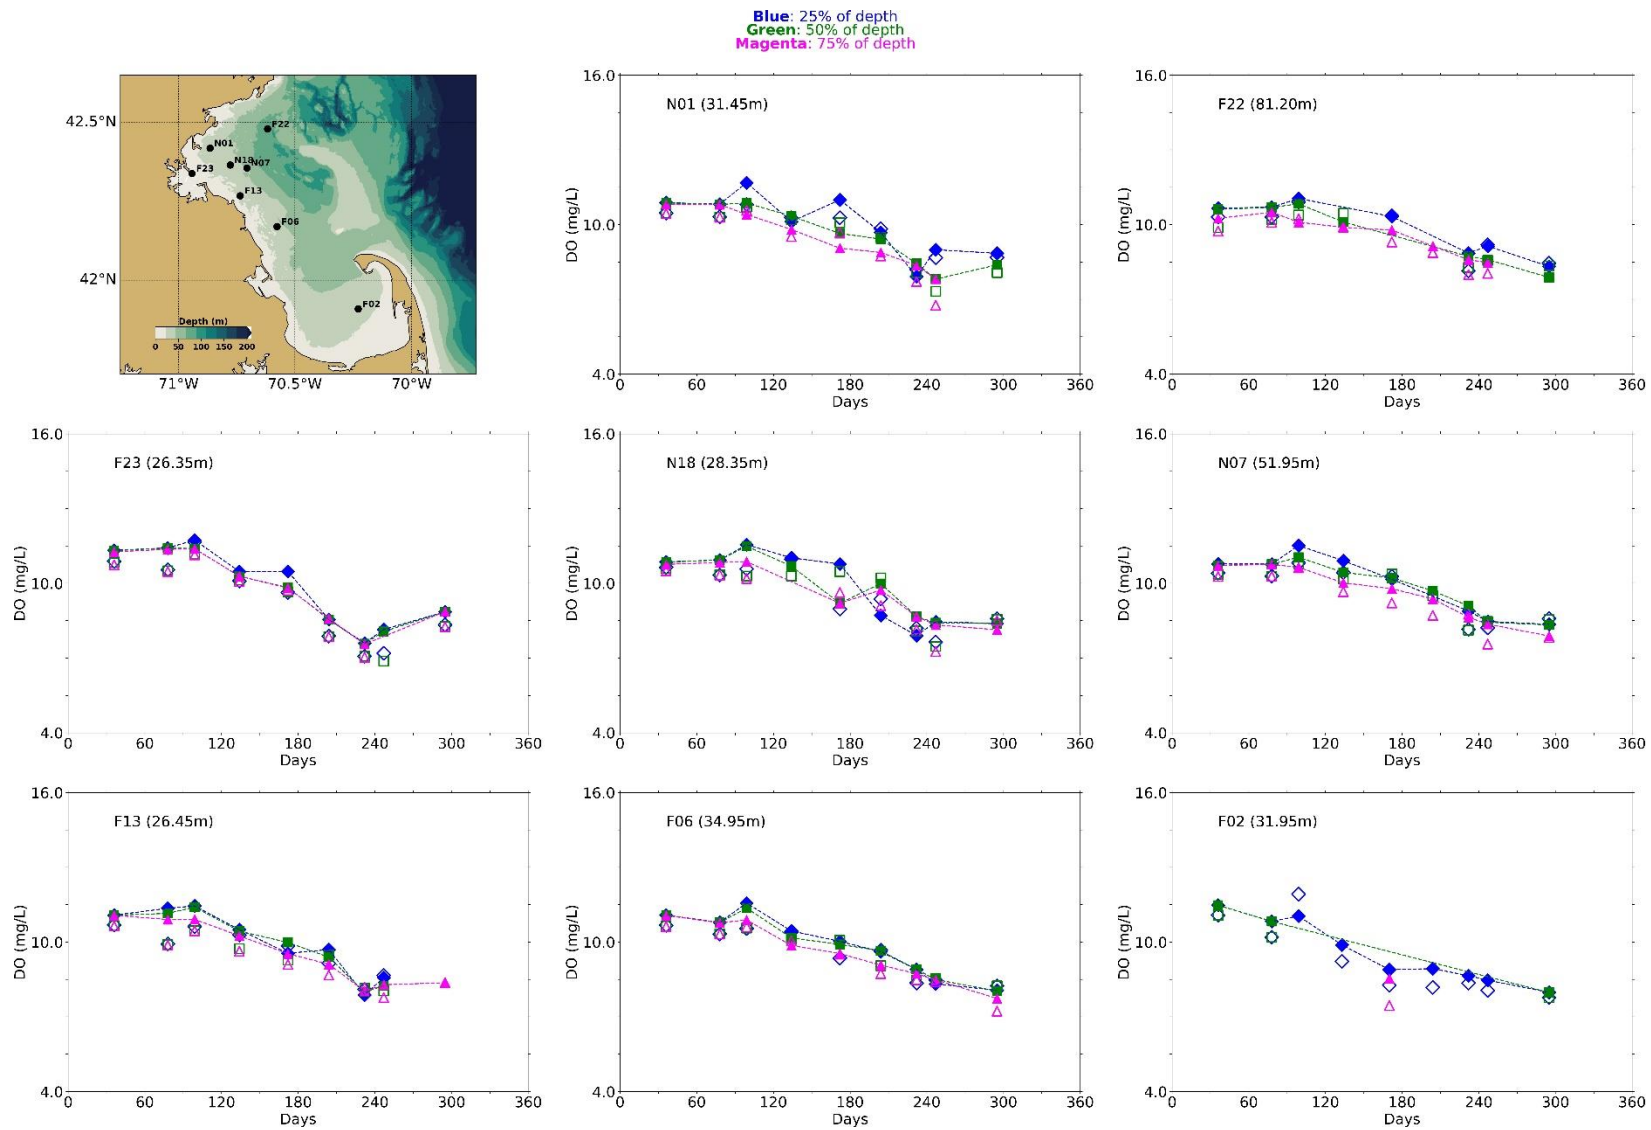 Blue: 25% of depth
Green: 50% of depth
Magenta: 75% of depth
42.5°N
42°N
71°W
70.5°W
70°W
F22
N01
N18
N07
F23
F13
F06
F02
Depth (m)
0 50 100 150 200
N01 (31.45m)
16.0
10.0
4.0
DO (mg/L)
0 60 120 180 240 300 360
Days
F22 (81.20m)
16.0
10.0
4.0
DO (mg/L)
0 60 120 180 240 300 360
Days
F23 (26.35m)
16.0
10.0
4.0
DO (mg/L)
0 60 120 180 240 300 360
Days
N18 (28.35m)
16.0
10.0
4.0
DO (mg/L)
0 60 120 180 240 300 360
Days
N07 (51.95m)
16.0
10.0
4.0
DO (mg/L)
0 60 120 180 240 300 360
Days
F13 (26.45m)
16.0
10.0
4.0
DO (mg/L)
0 60 120 180 240 300 360
Days
F06 (34.95m)
16.0
10.0
4.0
DO (mg/L)
0 60 120 180 240 300 360
Days
F02 (31.95m)
16.0
10.0
4.0
DO (mg/L)
0 60 120 180 240 300 360
Days